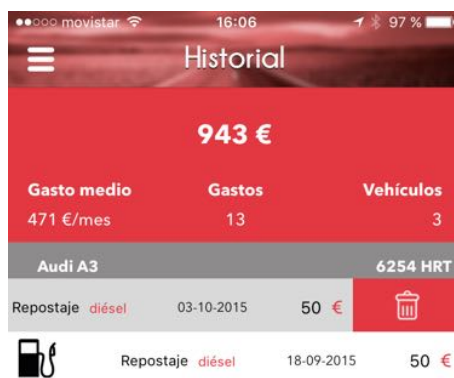 movistar 16:06 97 %
Historial
943 €
Gasto medio Gastos Vehículos
471 €/mes 13 3
Audi A3 6254 HRT
Repostaje diésel 03-10-2015 50 €
Repostaje diésel 18-09-2015 50 €